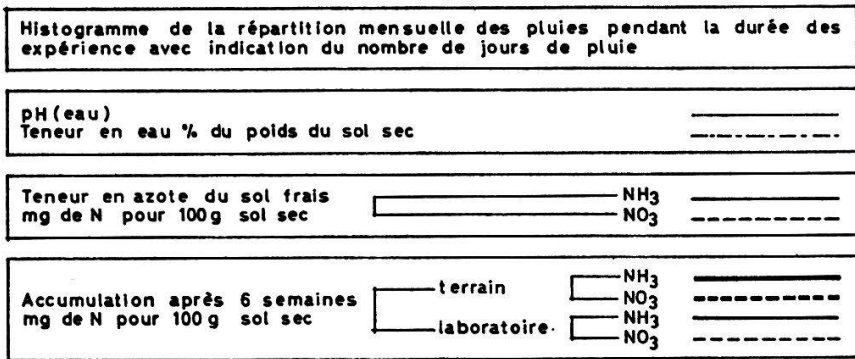 Histogramme de la répartition mensuelle des pluies pendant la durée des
expérience avec indication du nombre de jours de pluie
pH (eau)
Teneur en eau % du poids du sol sec
Teneur en azote du sol frais
mg de N pour 100 g sol sec
NH3
NO3
Accumulation après 6 semaines
mg de N pour 100 g sol sec
terrain
NH3
NO3
laboratoire
NH3
NO3